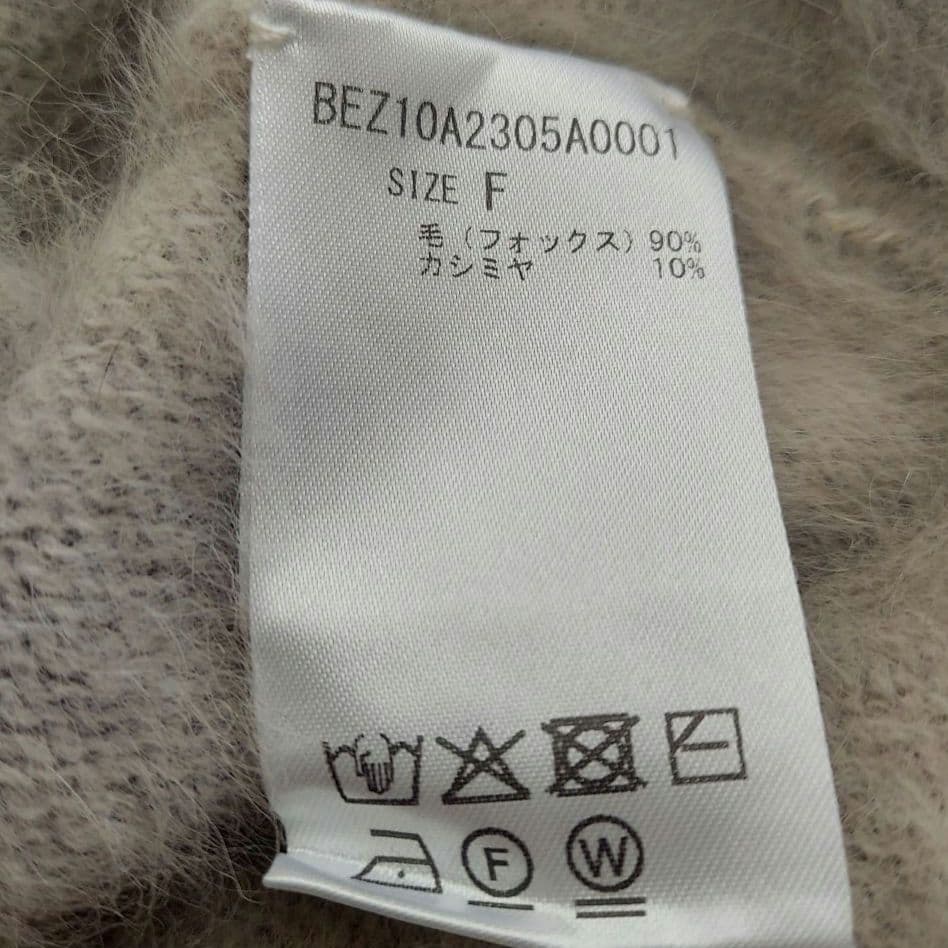 BEZ10A2305A0001
SIZE F
毛（フォックス）90%
カシミヤ 10%
F W